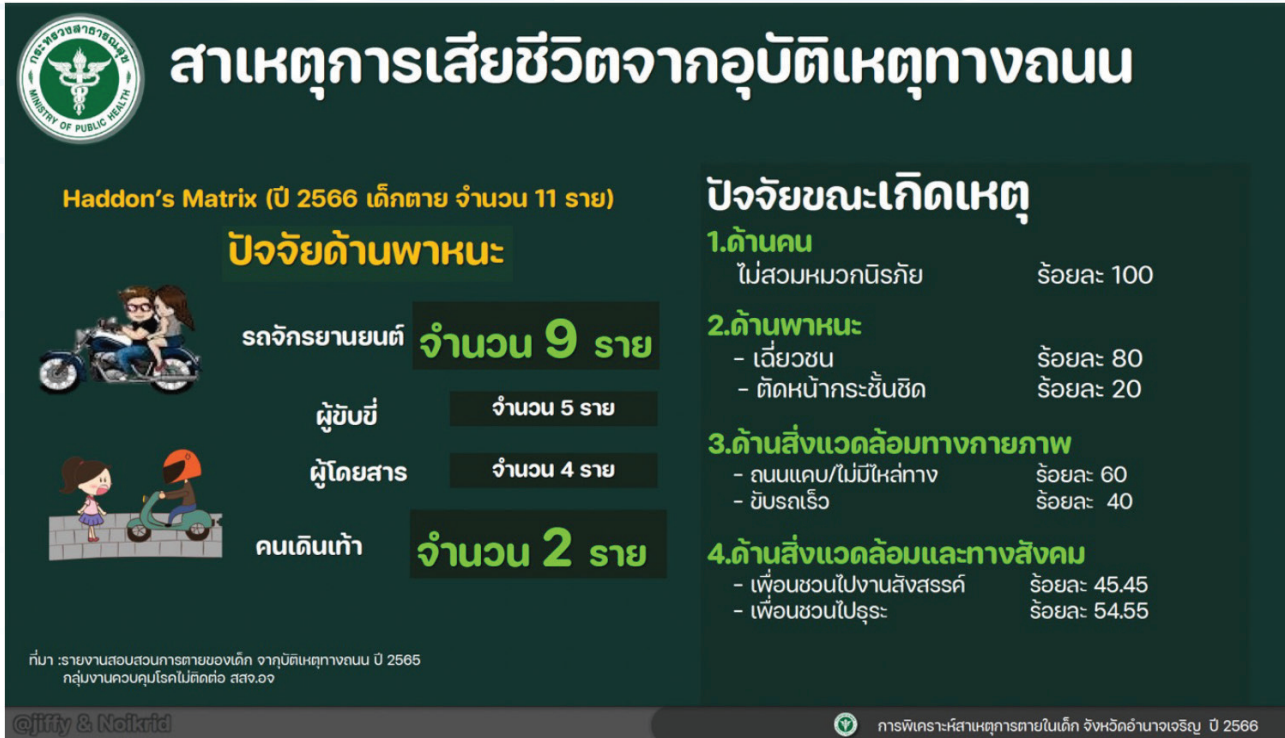 กระทรวงสาธารณสุข
MINISTRY OF PUBLIC HEALTH
สาเหตุการเสียชีวิตจากอุบัติเหตุทางถนน
Haddon's Matrix (ปี 2566 เด็กตาย จำนวน 11 ราย)
ปัจจัยด้านพาหนะ
รถจักรยานยนต์ จำนวน 9 ราย
ผู้ขับขี่ จำนวน 5 ราย
ผู้โดยสาร จำนวน 4 ราย
คนเดินเท้า จำนวน 2 ราย
ที่มา :รายงานสอบสวนการตายของเด็ก จากุบัติเหตุทางถนน ปี 2565
กลุ่มงานควบคุมโรคไม่ติดต่อ สสจ.อจ
ปัจจัยขณะเกิดเหตุ
1.ด้านคน
ไม่สวมหมวกนิรภัย ร้อยละ 100
2.ด้านพาหนะ
- เฉี่ยวชน ร้อยละ 80
- ตัดหน้ากระชั้นชิด ร้อยละ 20
3.ด้านสิ่งแวดล้อมทางกายภาพ
- ถนนแคบ/ไม่มีไหล่ทาง ร้อยละ 60
- ขับรถเร็ว ร้อยละ 40
4.ด้านสิ่งแวดล้อมและทางสังคม
- เพื่อนชวนไปงานสังสรรค์ ร้อยละ 45.45
- เพื่อนชวนไปธุระ ร้อยละ 54.55
@jiffy & Noikrid
การพิเคราะห์สาเหตุการตายในเด็ก จังหวัดอำนาจเจริญ ปี 2566